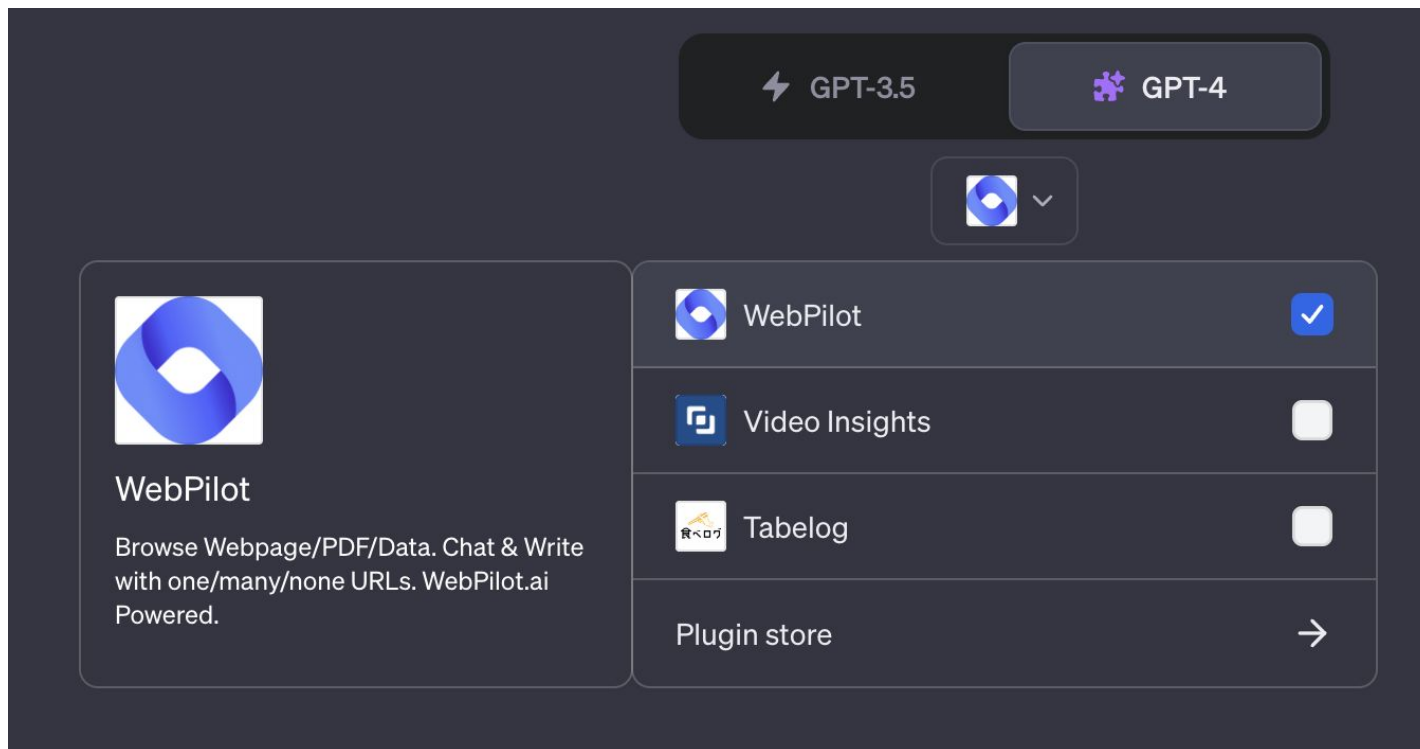 GPT-3.5
GPT-4
WebPilot
Browse Webpage/PDF/Data. Chat & Write
with one/many/none URLs. WebPilot.ai
Powered.
WebPilot
Video Insights
食べログ
Tabelog
Plugin store